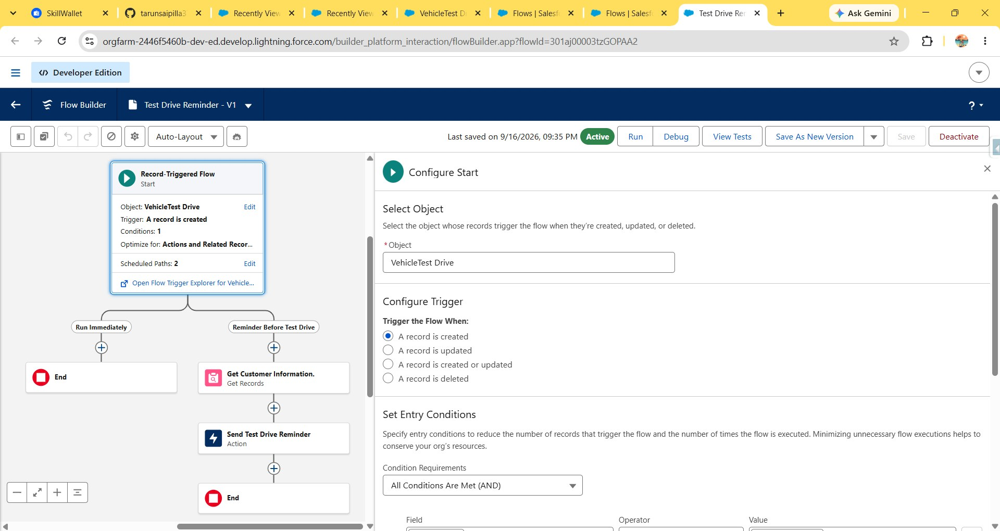 SkillWallet
tarunsaipilla3
Recently View
Recently View
VehicleTest D
Flows | Salesf
Flows | Salesfo
Test Drive Rem
Ask Gemini
orgfarm-2446f5460b-dev-ed.develop.lightning.force.com/builder_platform_interaction/flowBuilder.app?flowId=301aj00003tzGOPAA2
Developer Edition
Flow Builder
Test Drive Reminder - V1
?
Auto-Layout
Last saved on 9/16/2026, 09:35 PM
Active
Run
Debug
View Tests
Save As New Version
Save
Deactivate
Record-Triggered Flow
Start
Object: VehicleTest Drive
Edit
Trigger: A record is created
Conditions: 1
Optimize for: Actions and Related Recor...
Scheduled Paths: 2
Edit
Open Flow Trigger Explorer for Vehicle...
Run Immediately
Reminder Before Test Drive
End
Get Customer Information.
Get Records
Send Test Drive Reminder
Action
End
Configure Start
Select Object
Select the object whose records trigger the flow when they’re created, updated, or deleted.
*Object
VehicleTest Drive
Configure Trigger
Trigger the Flow When:
A record is created
A record is updated
A record is created or updated
A record is deleted
Set Entry Conditions
Specify entry conditions to reduce the number of records that trigger the flow and the number of times the flow is executed. Minimizing unnecessary flow executions helps to
conserve your org’s resources.
Condition Requirements
All Conditions Are Met (AND)
Field
Operator
Value